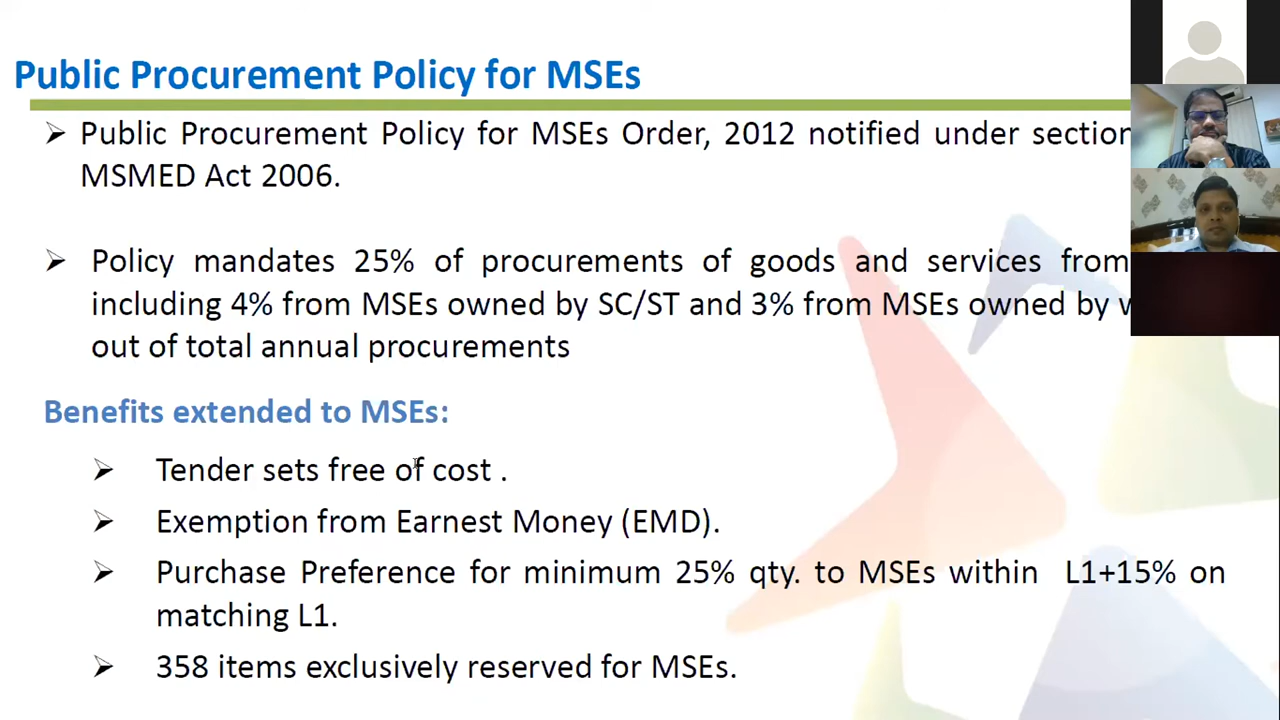 Public Procurement Policy for MSEs
➢ Public Procurement Policy for MSEs Order, 2012 notified under section
MSMED Act 2006.
➢ Policy mandates 25% of procurements of goods and services from
including 4% from MSEs owned by SC/ST and 3% from MSEs owned by
out of total annual procurements
Benefits extended to MSEs:
➢ Tender sets free of cost .
➢ Exemption from Earnest Money (EMD).
➢ Purchase Preference for minimum 25% qty. to MSEs within L1+15% on
matching L1.
➢ 358 items exclusively reserved for MSEs.